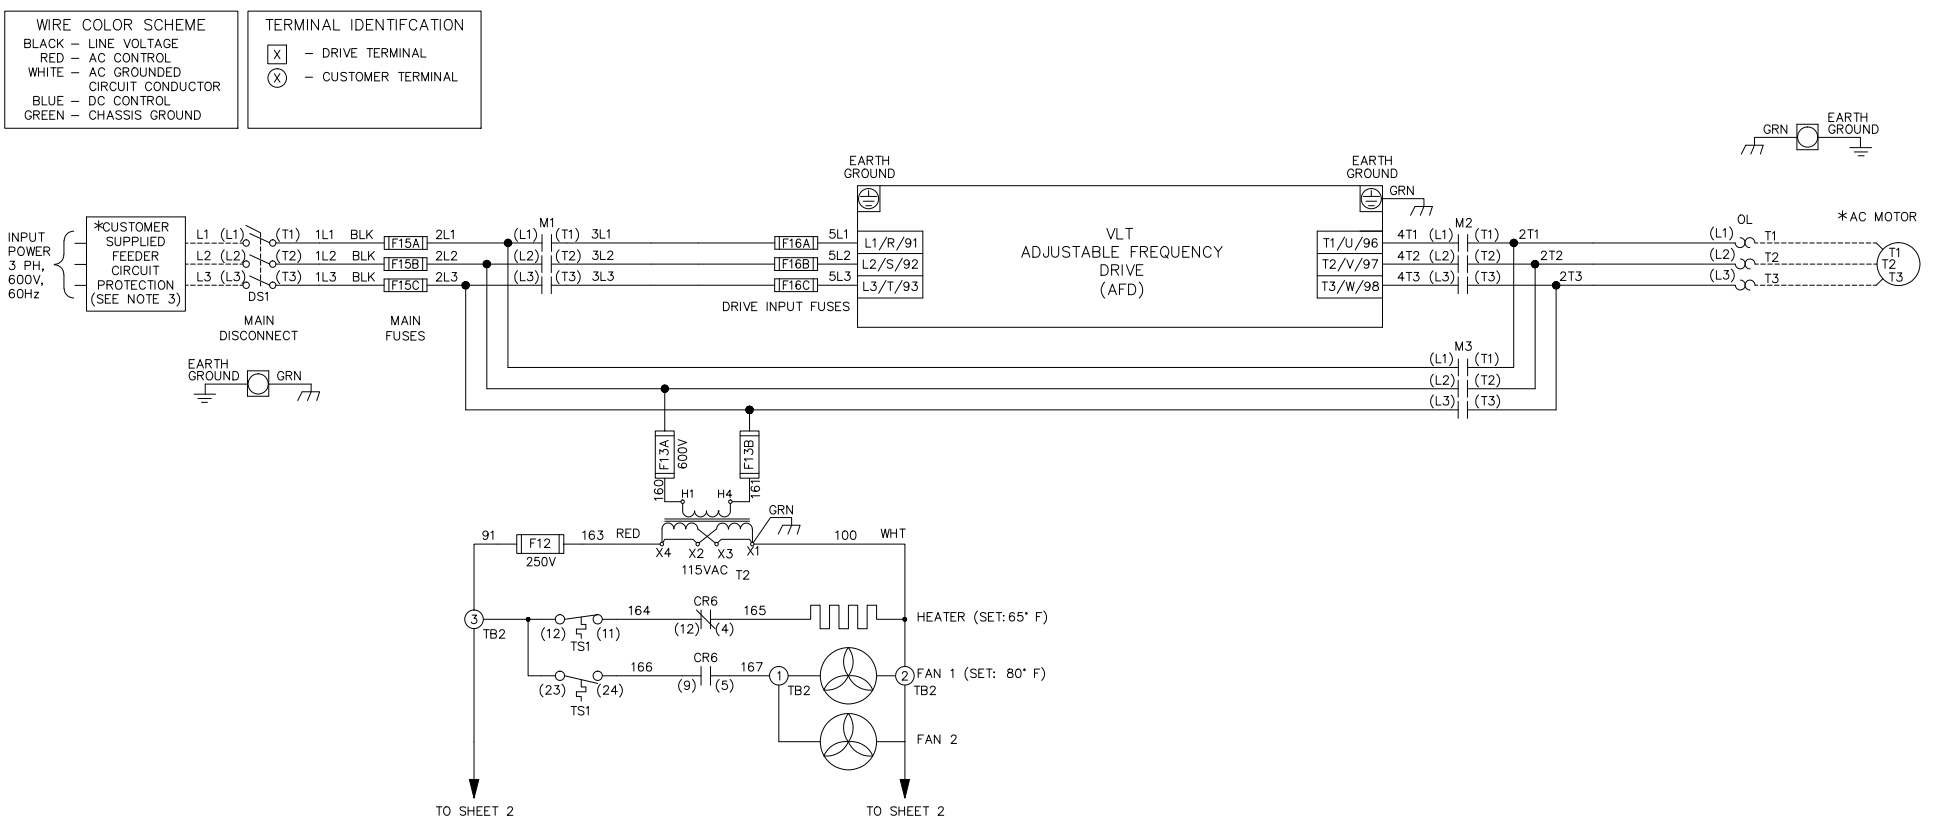 WIRE COLOR SCHEME
BLACK – LINE VOLTAGE
RED – AC CONTROL
WHITE – AC GROUNDED
CIRCUIT CONDUCTOR
BLUE – DC CONTROL
GREEN – CHASSIS GROUND
TERMINAL IDENTIFCATION
X – DRIVE TERMINAL
X – CUSTOMER TERMINAL
GRN
EARTH
GROUND
INPUT
POWER
3 PH,
600V,
60Hz
*CUSTOMER
SUPPLIED
FEEDER
CIRCUIT
PROTECTION
(SEE NOTE 3)
L1 (L1) (T1) 1L1 BLK F15A 2L1 (L1) M1 (T1) 3L1 F16A 5L1
L2 (L2) 1L2 BLK F15B 2L2 (L2) (T2) 3L2 F16B 5L2
L3 (L3) (T3) 1L3 BLK F15C 2L3 (L3) (T3) 3L3 F16C 5L3
DS1
MAIN
DISCONNECT
MAIN
FUSES
DRIVE INPUT FUSES
EARTH
GROUND
L1/R/91
L2/S/92
L3/T/93
VLT
ADJUSTABLE FREQUENCY
DRIVE
(AFD)
EARTH
GROUND
GRN
T1/U/96
T2/V/97
T3/W/98
4T1 (L1) M2 (T1) 2T1
4T2 (L2) (T2) 2T2
4T3 (L3) (T3) 2T3
OL
(L1) T1
(L2) T2
(L3) T3
*AC MOTOR
T1
T2
T3
EARTH
GROUND
GRN
M3
(L1) (T1)
(L2) (T2)
(L3) (T3)
F13A
600V
F13B
160
161
H1 H4
GRN
91 F12 163 RED
250V
X4 X2 X3 X1
115VAC T2
100 WHT
3
TB2
(12) (11)
TS1
164
CR6
(12) (4)
165
HEATER (SET:65° F)
(23) (24)
TS1
166
CR6
(9) (5)
167
1
TB2
2
TB2
FAN 1 (SET: 80° F)
FAN 2
TO SHEET 2
TO SHEET 2